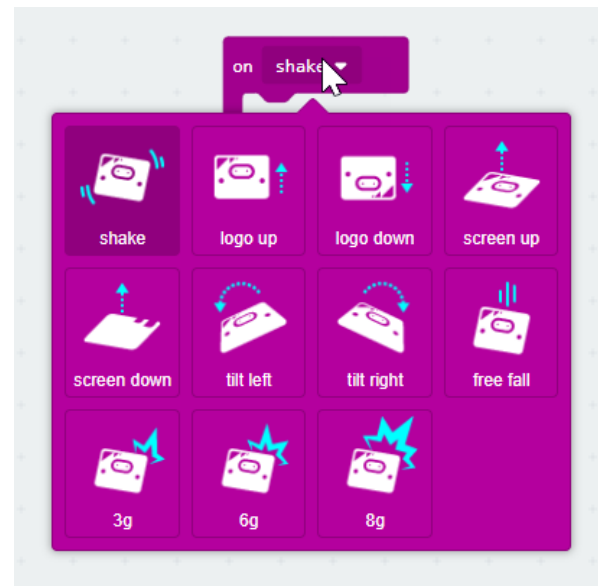 on shake
shake logo up logo down screen up
screen down tilt left tilt right free fall
3g 6g 8g